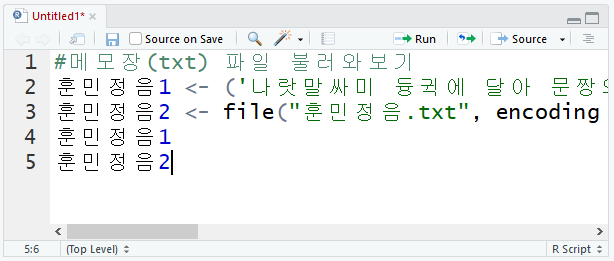 Untitled1*
Source on Save
Run
Source
1 #메모장(txt) 파일 불러와보기
2 훈민정음1 <- ('나랏말싸미 듕귁에 달아 문짱
3 훈민정음2 <- file("훈민정음.txt", encoding
4 훈민정음1
5 훈민정음2
5:6
(Top Level)
R Script